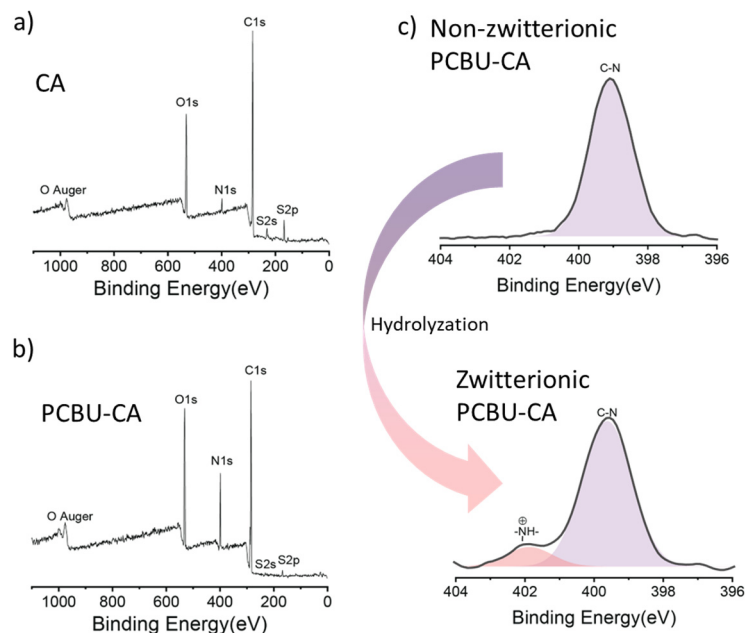 a)
CA
C1s
O1s
N1s
S2p
S2s
O Auger
1000 800 600 400 200 0
Binding Energy(eV)
b)
PCBU-CA
C1s
O1s
N1s
S2s
S2p
O Auger
1000 800 600 400 200 0
Binding Energy(eV)
c)
Non-zwitterionic
PCBU-CA
C-N
404 402 400 398 396
Binding Energy(eV)
Hydrolyzation
Zwitterionic
PCBU-CA
C-N
⊕
-NH-
404 402 400 398 396
Binding Energy(eV)